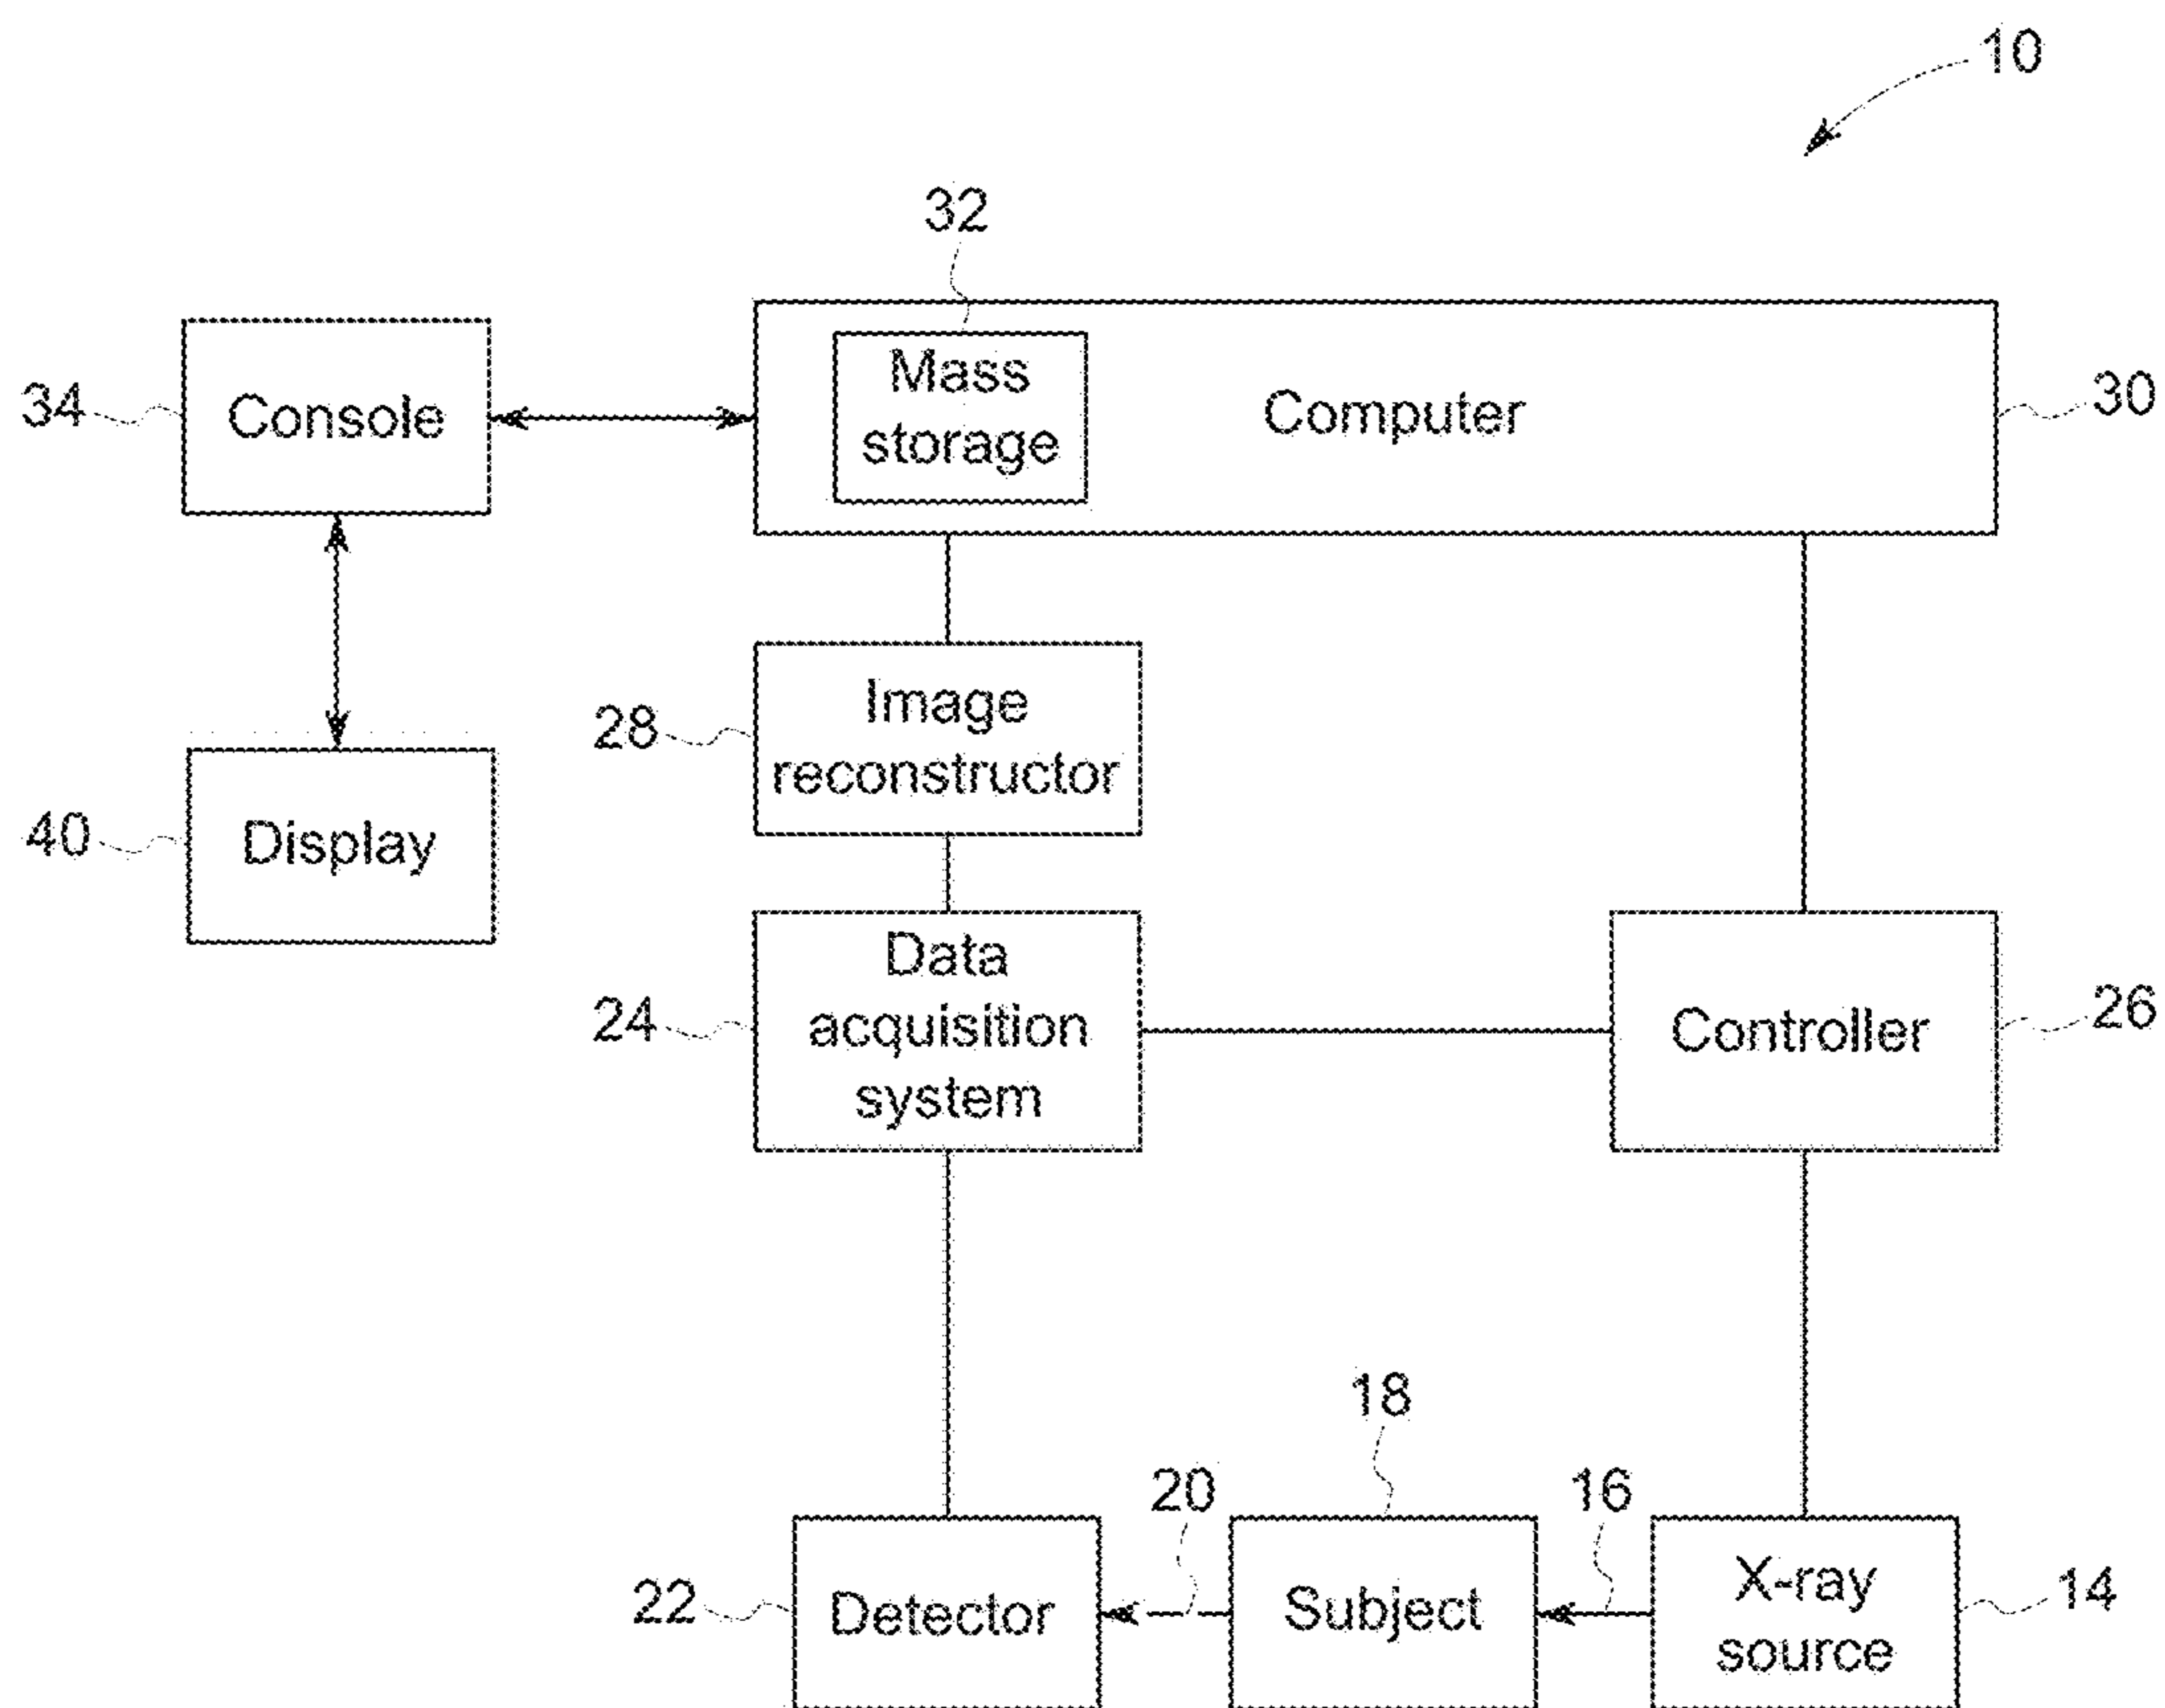 10
32
34
Console
Mass
storage
Computer
30
28
Image
reconstructor
40
Display
24
Data
acquisition
system
Controller
26
18
20
16
22
Detector
Subject
X-ray
source
14